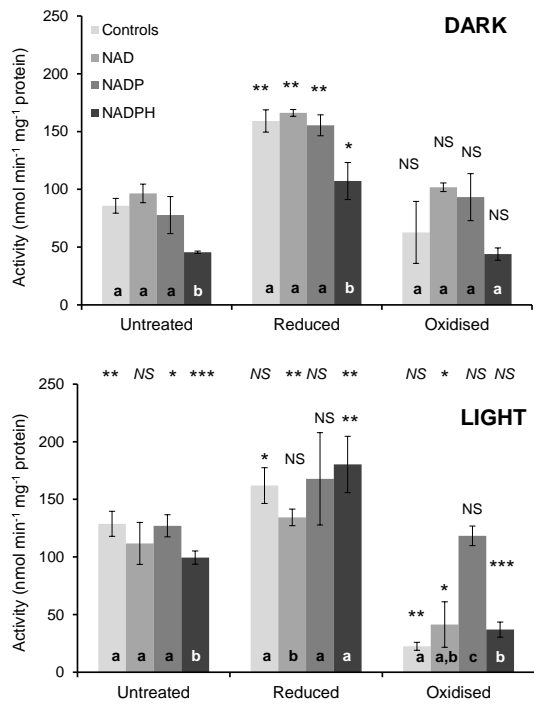 DARK
Controls
NAD
NADP
NADPH
Activity (nmol min⁻¹ mg⁻¹ protein)
250
200
150
100
50
0
** ** ** *
NS NS NS NS
a a a b a a a b a a a a
Untreated Reduced Oxidised
** NS * *** NS ** NS ** NS * NS NS
LIGHT
Activity (nmol min⁻¹ mg⁻¹ protein)
250
200
150
100
50
0
* NS NS **
** * NS ***
a a a b a b a a a a,b c b
Untreated Reduced Oxidised